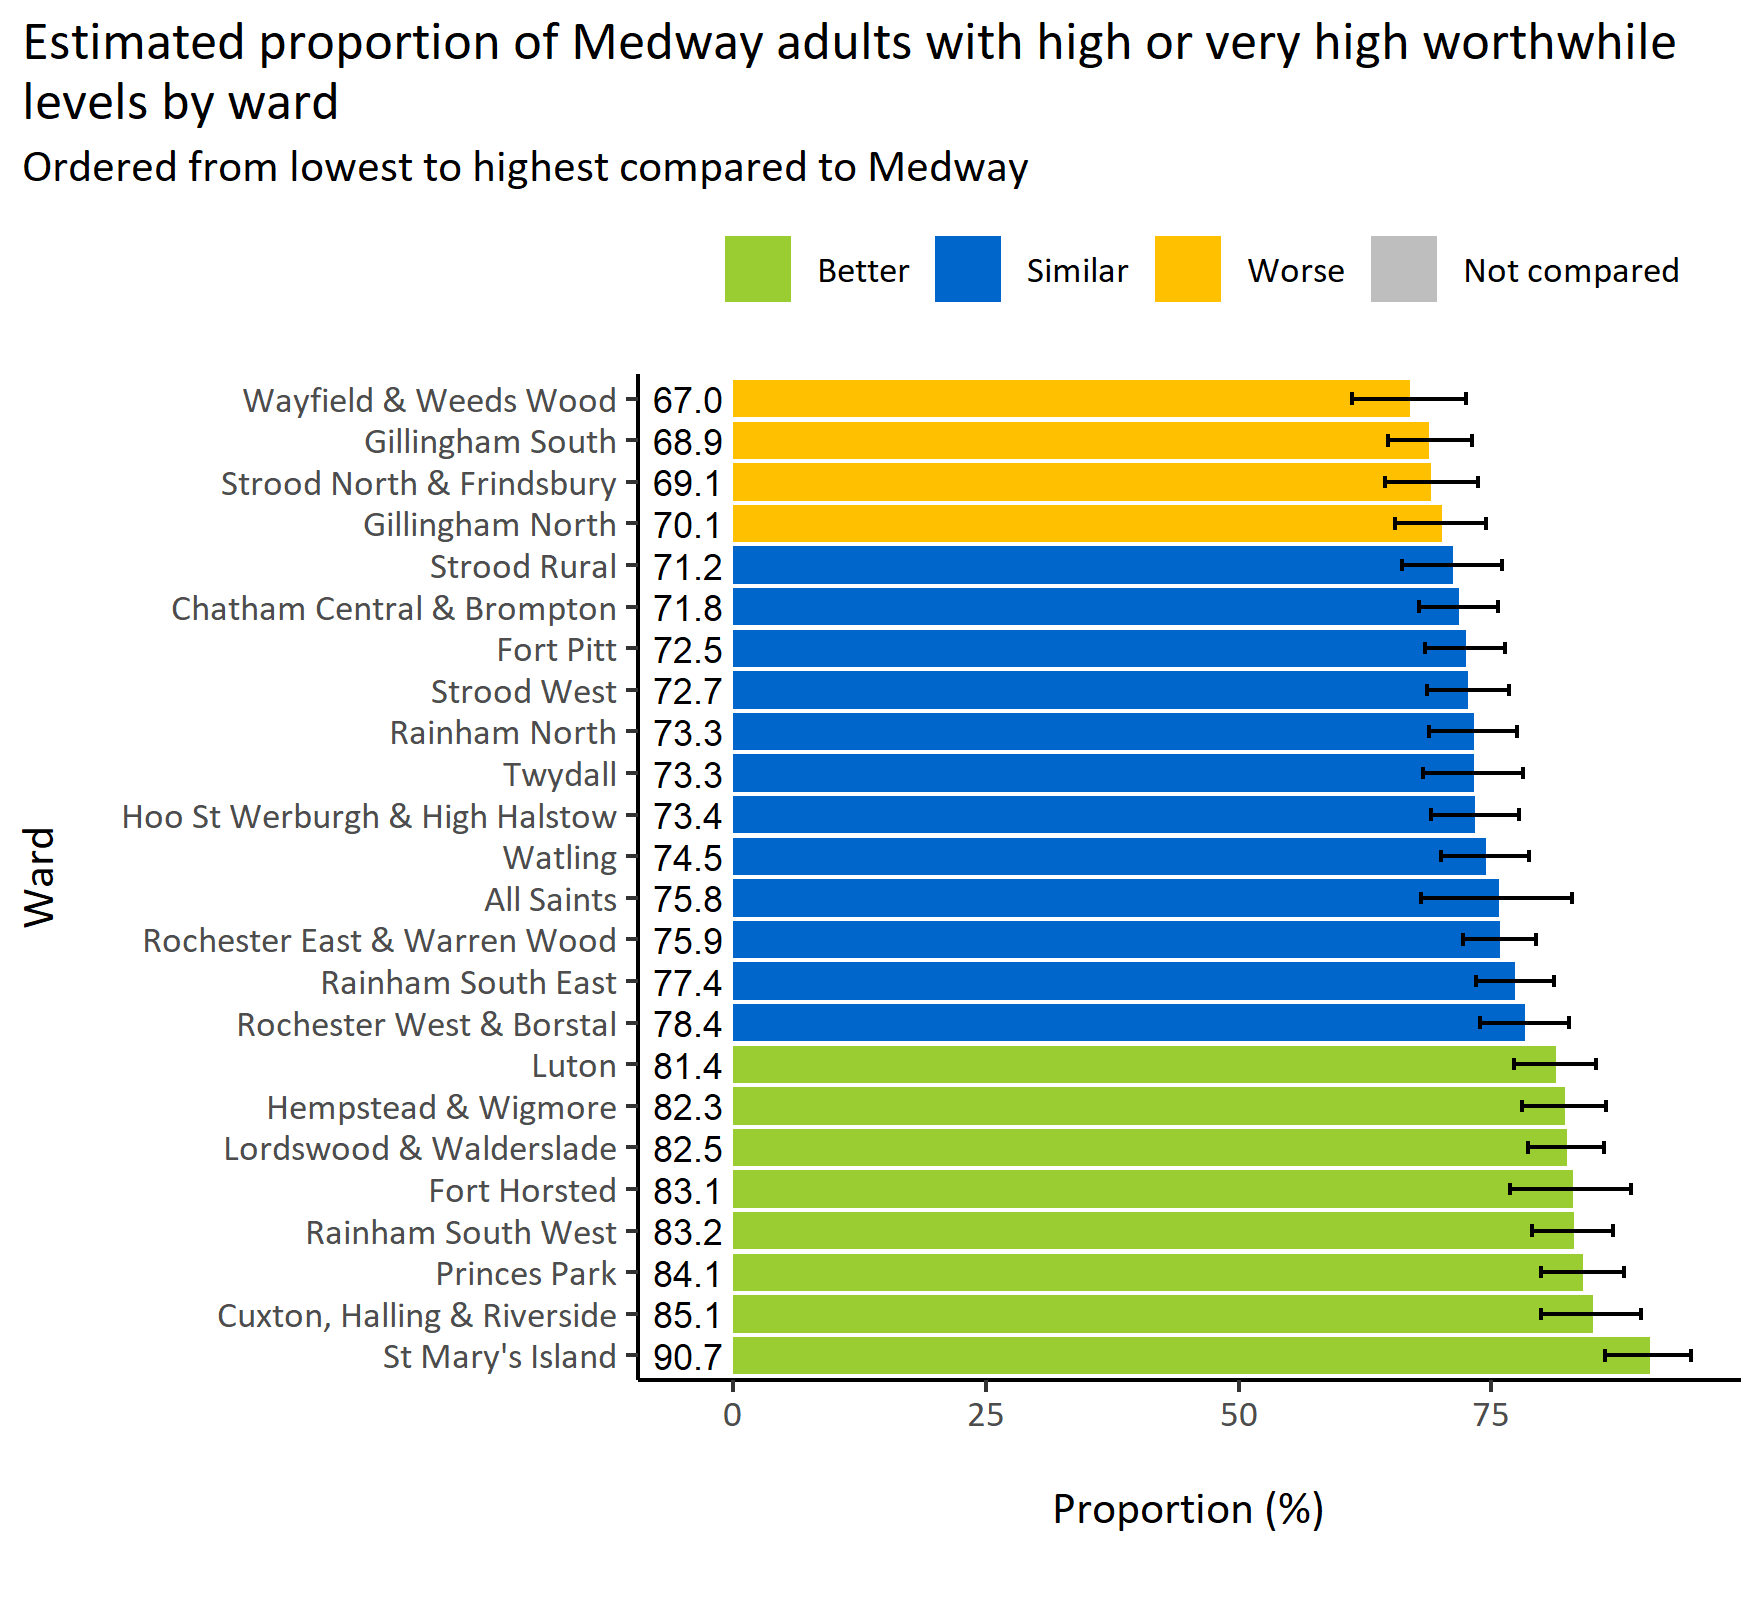 Estimated proportion of Medway adults with high or very high worthwhile
levels by ward
Ordered from lowest to highest compared to Medway
Better Similar Worse Not compared
Wayfield & Weeds Wood 67.0
Gillingham South 68.9
Strood North & Frindsbury 69.1
Gillingham North 70.1
Strood Rural 71.2
Chatham Central & Brompton 71.8
Fort Pitt 72.5
Strood West 72.7
Rainham North 73.3
Twydall 73.3
Hoo St Werburgh & High Halstow 73.4
Watling 74.5
All Saints 75.8
Rochester East & Warren Wood 75.9
Rainham South East 77.4
Rochester West & Borstal 78.4
Luton 81.4
Hempstead & Wigmore 82.3
Lordswood & Walderslade 82.5
Fort Horsted 83.1
Rainham South West 83.2
Princes Park 84.1
Cuxton, Halling & Riverside 85.1
St Mary's Island 90.7
Ward
0 25 50 75
Proportion (%)